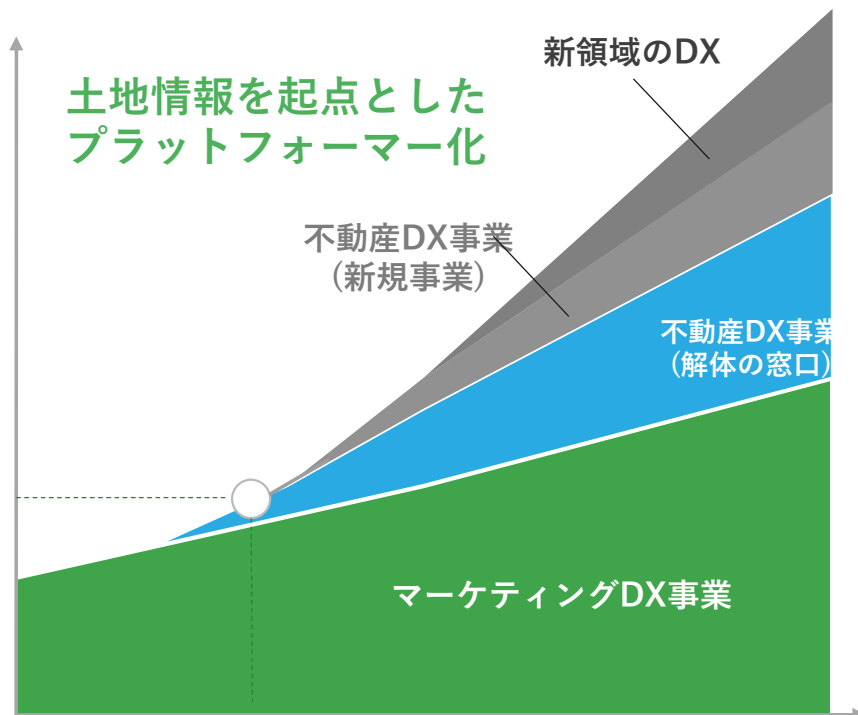 新領域のDX
土地情報を起点とした
プラットフォーマー化
不動産DX事業
(新規事業)
不動産DX事業
(解体の窓口)
マーケティングDX事業